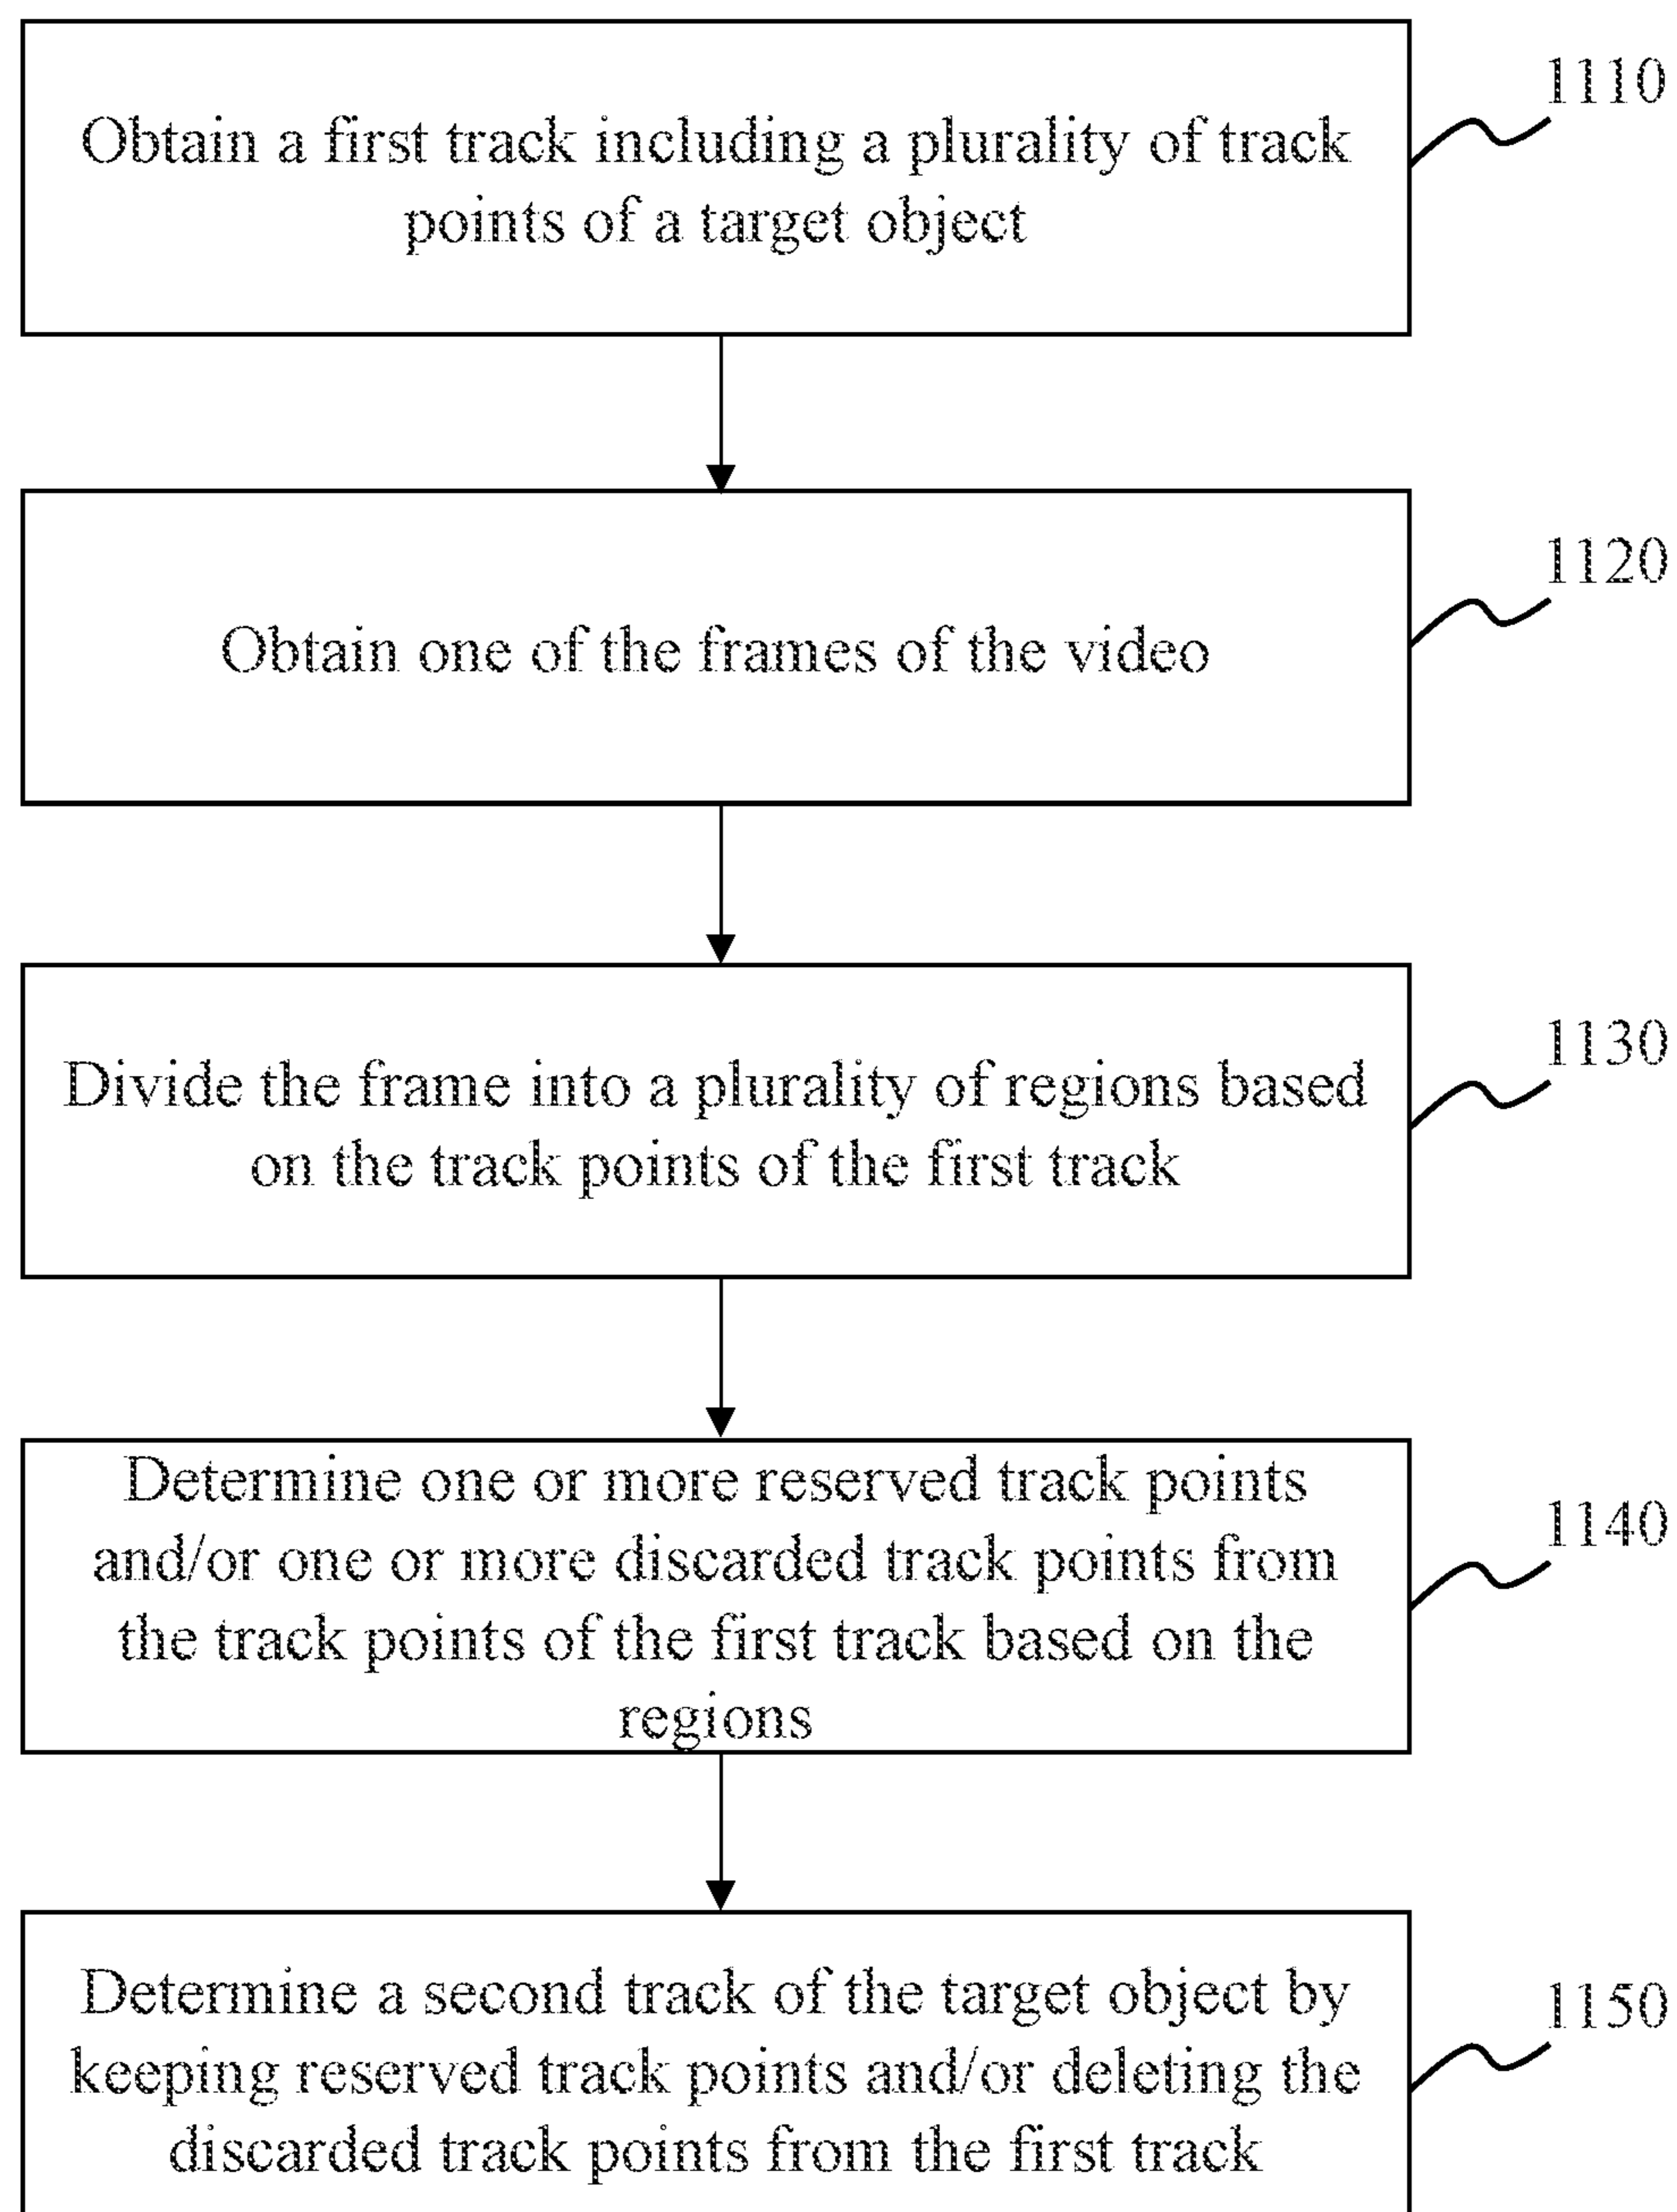 1110
Obtain a first track including a plurality of track
points of a target object
1120
Obtain one of the frames of the video
1130
Divide the frame into a plurality of regions based
on the track points of the first track
1140
Determine one or more reserved track points
and/or one or more discarded track points from
the track points of the first track based on the
regions
1150
Determine a second track of the target object by
keeping reserved track points and/or deleting the
discarded track points from the first track